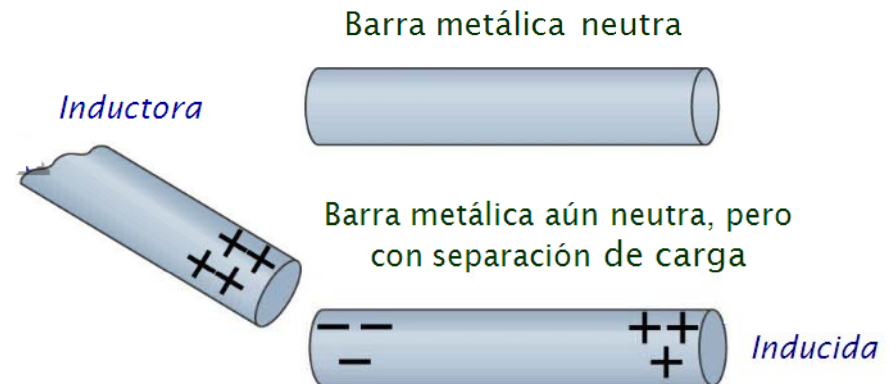 Barra metálica neutra
Inductora
Barra metálica aún neutra, pero
con separación de carga
Inducida